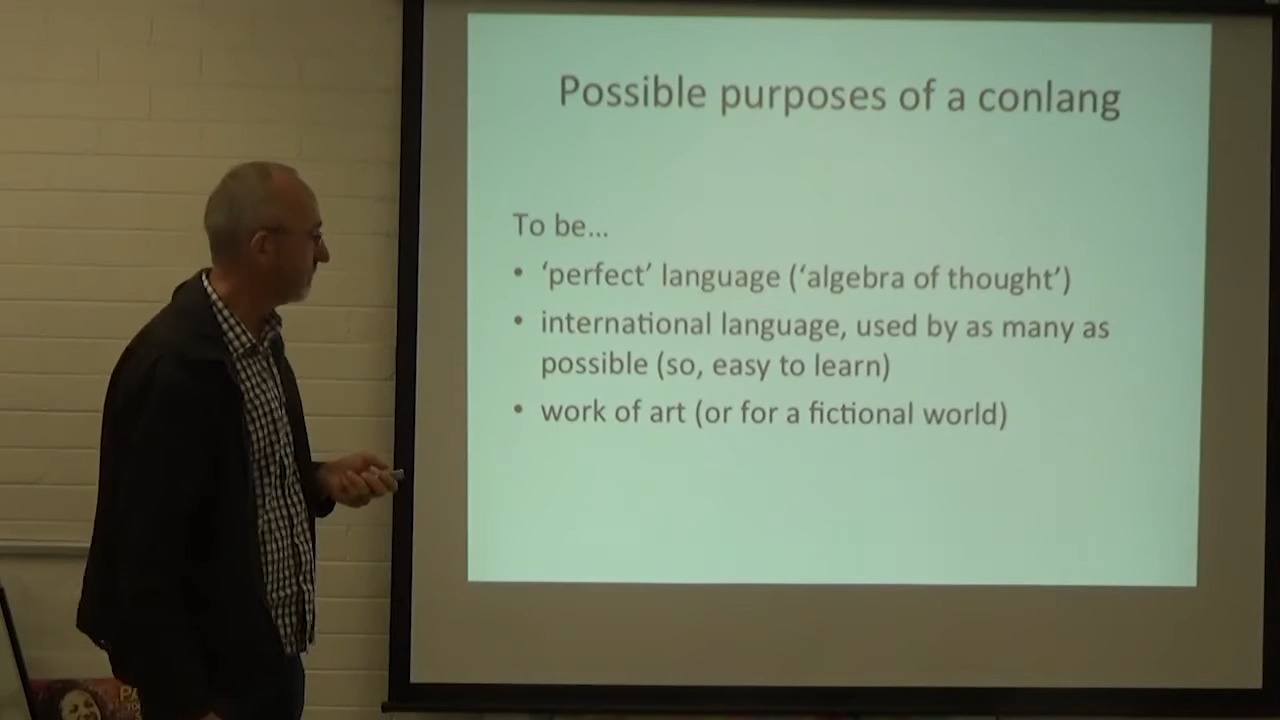 Possible purposes of a conlang
To be...
• ‘perfect’ language (‘algebra of thought’)
• international language, used by as many as
possible (so, easy to learn)
• work of art (or for a fictional world)